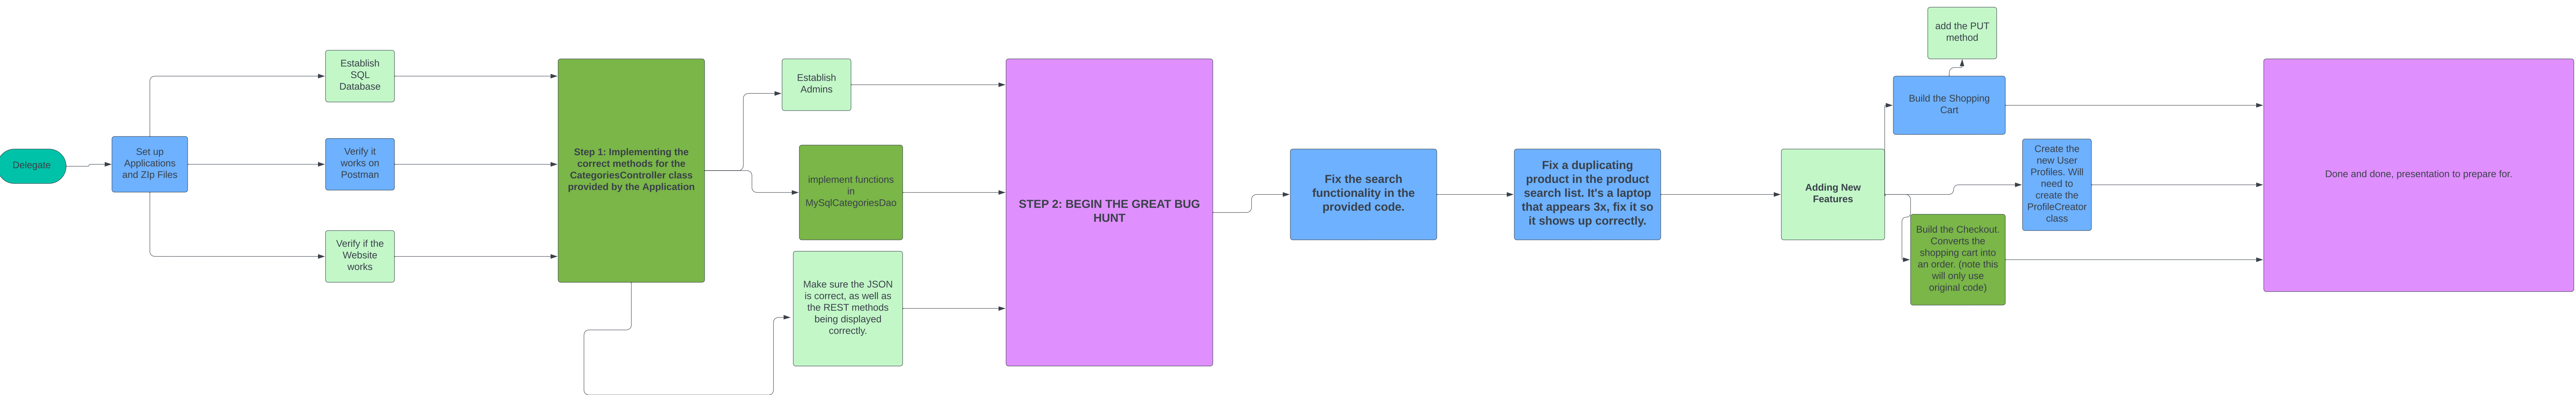 Delegate
Set up
Applications
and ZIp Files
Establish
SQL
Database
Verify it
works on
Postman
Verify if the
Website
works
Step 1: Implementing the
correct methods for the
CategoriesController class
provided by the Application
Establish
Admins
implement functions
in
MySqlCategoriesDao
Make sure the JSON
is correct, as well as
the REST methods
being displayed
correctly.
STEP 2: BEGIN THE GREAT BUG
HUNT
Fix the search
functionality in the
provided code.
Fix a duplicating
product in the product
search list. It's a laptop
that appears 3x, fix it so
it shows up correctly.
Adding New
Features
add the PUT
method
Build the Shopping
Cart
Create the
new User
Profiles. Will
need to
create the
ProfileCreator
class
Build the Checkout.
Converts the
shopping cart into
an order. (note this
will only use
original code)
Done and done, presentation to prepare for.